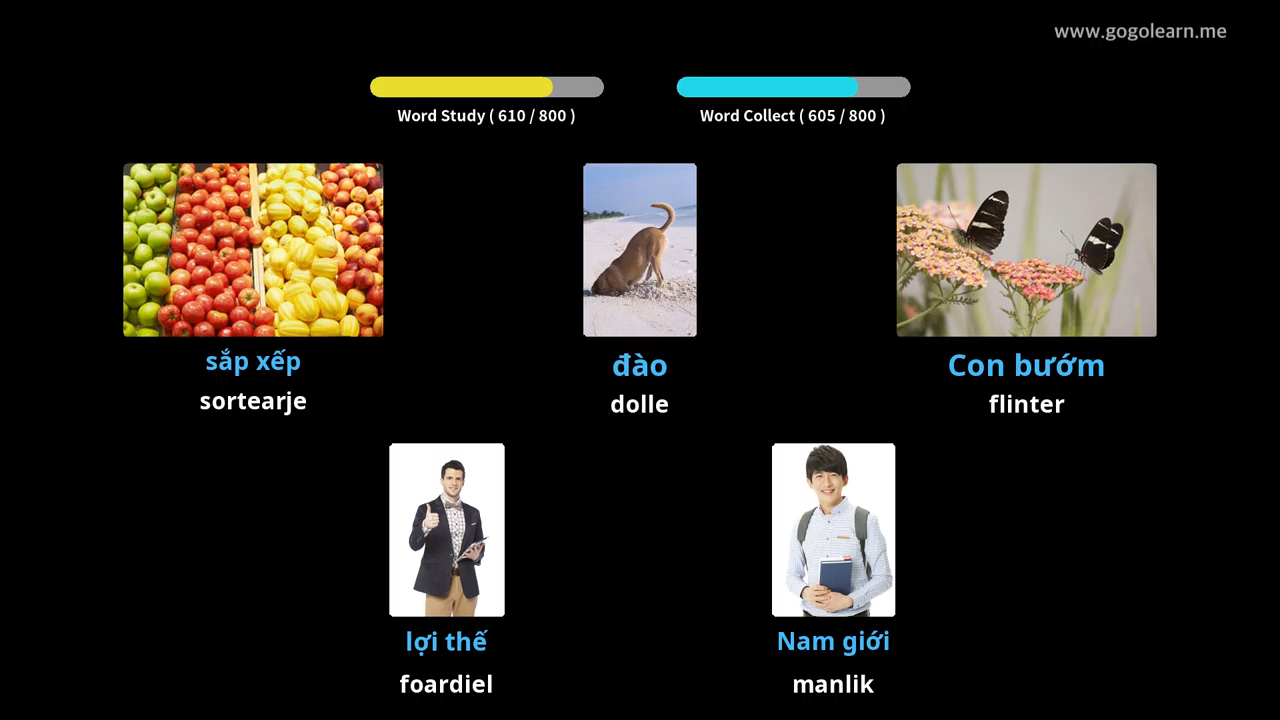 www.gogolearn.me
Word Study ( 610 / 800 )
Word Collect ( 605 / 800 )
sắp xếp
sortearje
đào
dolle
Con bướm
flinter
lợi thế
foardiel
Nam giới
manlik